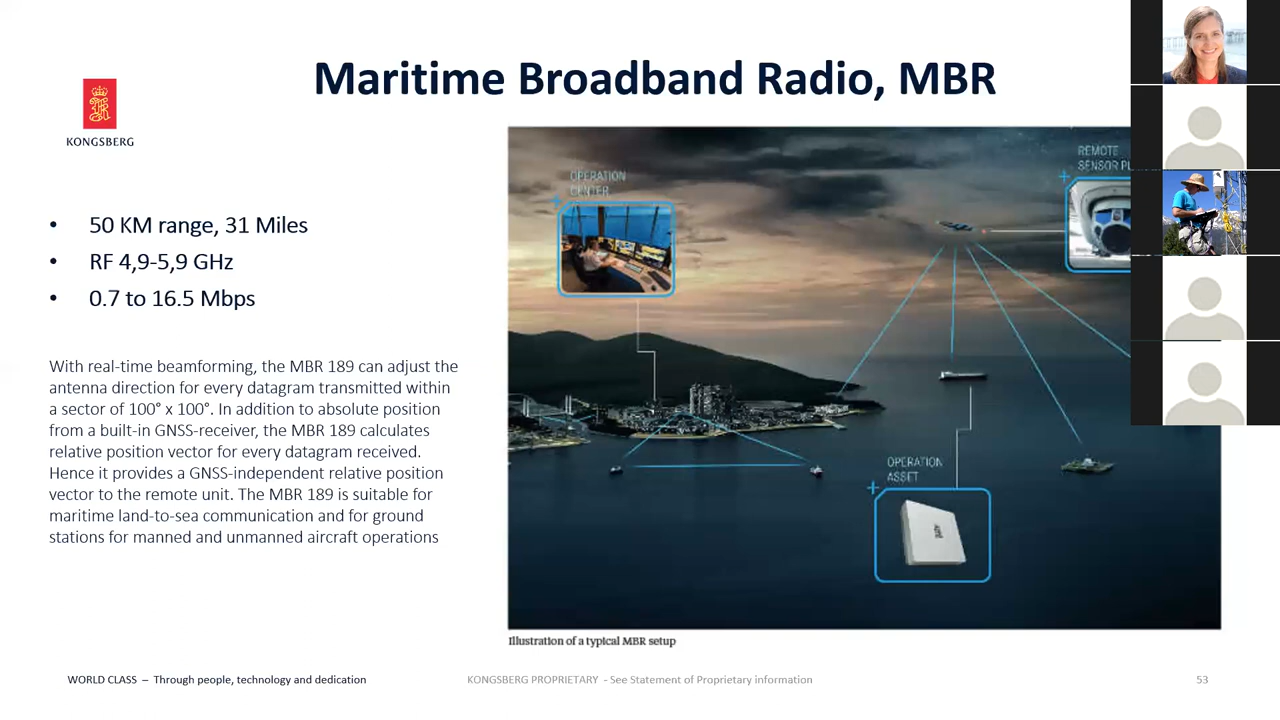 Maritime Broadband Radio, MBR
KONGSBERG
• 50 KM range, 31 Miles
• RF 4,9-5,9 GHz
• 0.7 to 16.5 Mbps
With real-time beamforming, the MBR 189 can adjust the
antenna direction for every datagram transmitted within
a sector of 100° x 100°. In addition to absolute position
from a built-in GNSS-receiver, the MBR 189 calculates
relative position vector for every datagram received.
Hence it provides a GNSS-independent relative position
vector to the remote unit. The MBR 189 is suitable for
maritime land-to-sea communication and for ground
stations for manned and unmanned aircraft operations
OPERATION
CENTER
REMOTE
SENSOR
OPERATION
ASSET
Illustration of a typical MBR setup
WORLD CLASS – Through people, technology and dedication
KONGSBERG PROPRIETARY - See Statement of Proprietary information
53